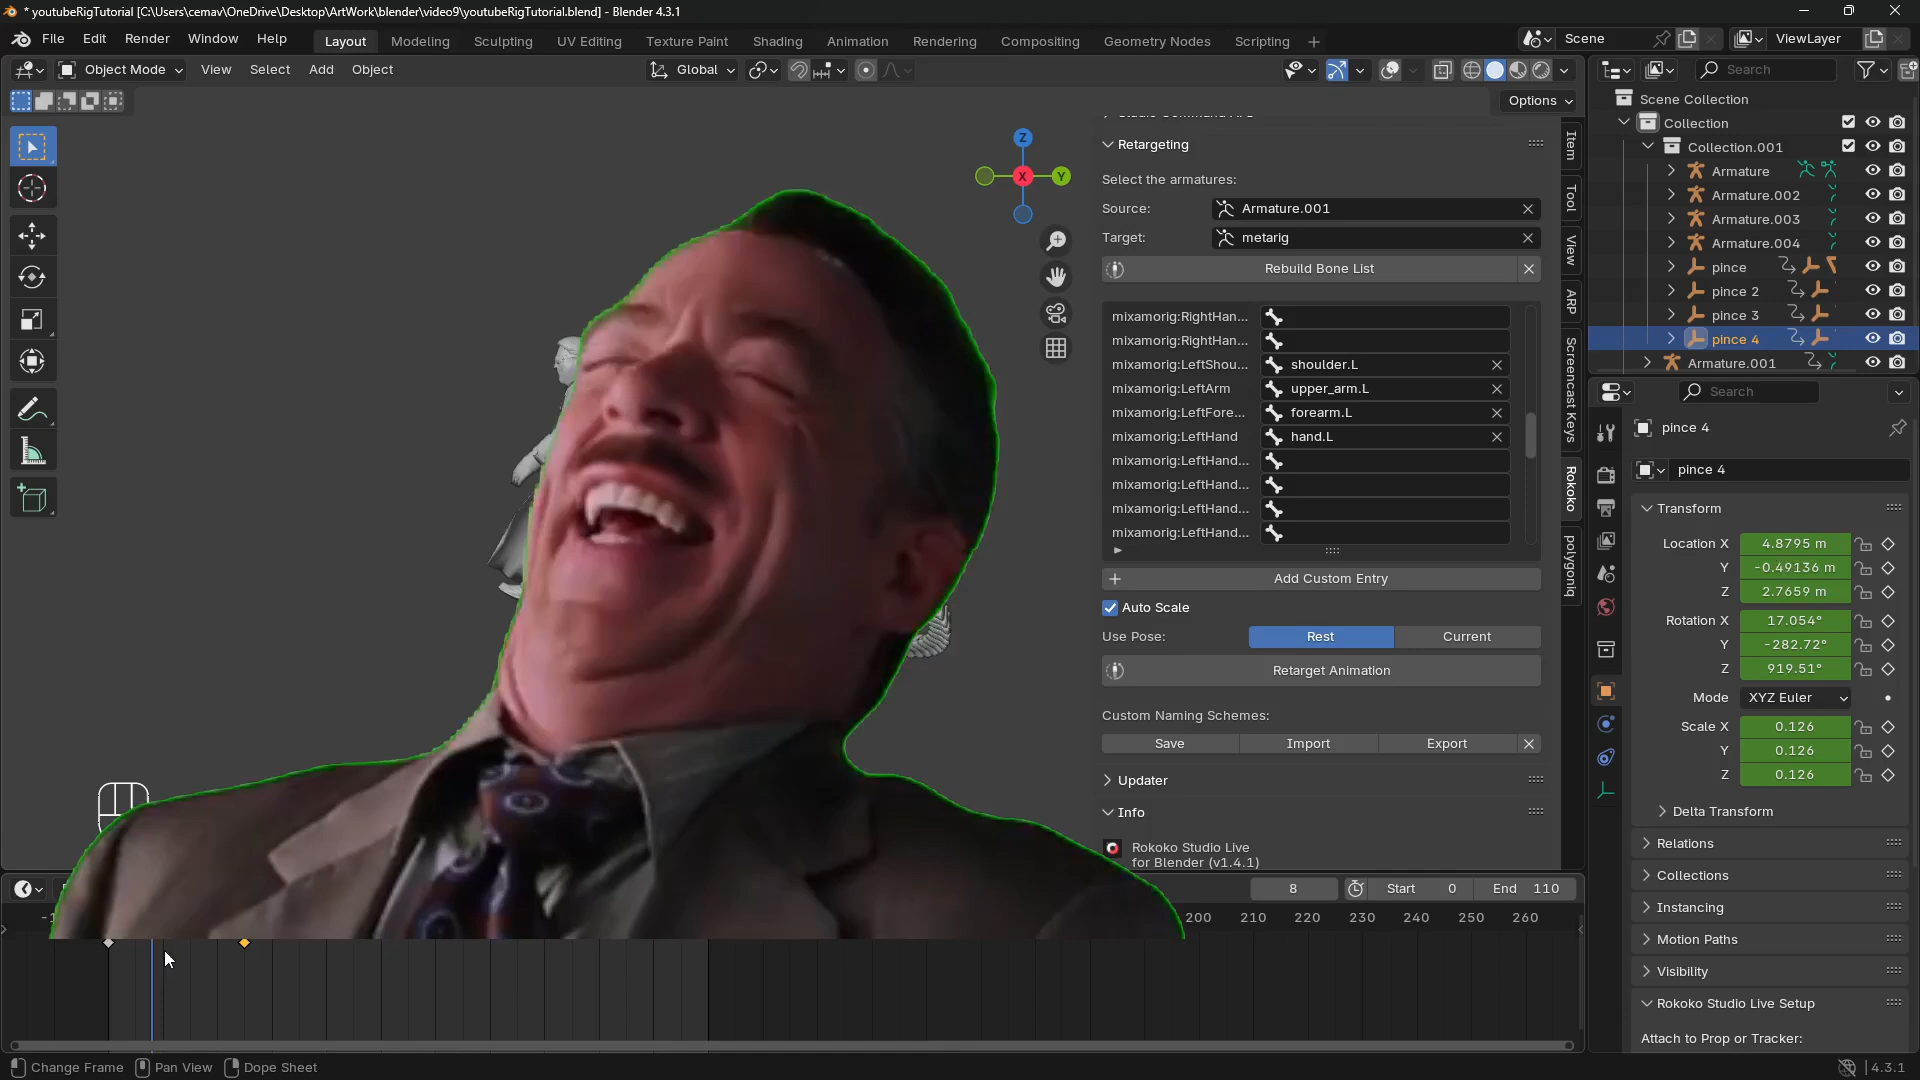 * youtubeRigTutorial [C:\Users\cemav\OneDrive\Desktop\ArtWork\blender\video9\youtubeRigTutorial.blend] - Blender 4.3.1
File Edit Render Window Help Layout Modeling Sculpting UV Editing Texture Paint Shading Animation Rendering Compositing Geometry Nodes Scripting + Scene ViewLayer
Object Mode View Select Add Object Global Search
Options
Scene Collection
Collection
Collection.001
Armature
Armature.002
Armature.003
Armature.004
pince
pince 2
pince 3
pince 4
Armature.001
Z
X
Y
Retargeting
Select the armatures:
Source: Armature.001
Target: metarig
Rebuild Bone List
mixamorig:RightHan...
mixamorig:RightHan...
mixamorig:LeftShou... shoulder.L
mixamorig:LeftArm upper_arm.L
mixamorig:LeftFore... forearm.L
mixamorig:LeftHand hand.L
mixamorig:LeftHand...
mixamorig:LeftHand...
mixamorig:LeftHand...
mixamorig:LeftHand...
Add Custom Entry
Auto Scale
Use Pose: Rest Current
Retarget Animation
Custom Naming Schemes:
Save Import Export
Updater
Info
Rokoko Studio Live
for Blender (v1.4.1)
Item
Tool
View
ARP
Screencast Keys
Rokoko
polygoniq
Search
pince 4
pince 4
Transform
Location X 4.8795 m
Y -0.49136 m
Z 2.7659 m
Rotation X 17.054°
Y -282.72°
Z 919.51°
Mode XYZ Euler
Scale X 0.126
Y 0.126
Z 0.126
Delta Transform
Relations
Collections
Instancing
Motion Paths
Visibility
Rokoko Studio Live Setup
Attach to Prop or Tracker:
8 Start 0 End 110
200 210 220 230 240 250 260
Change Frame Pan View Dope Sheet 4.3.1